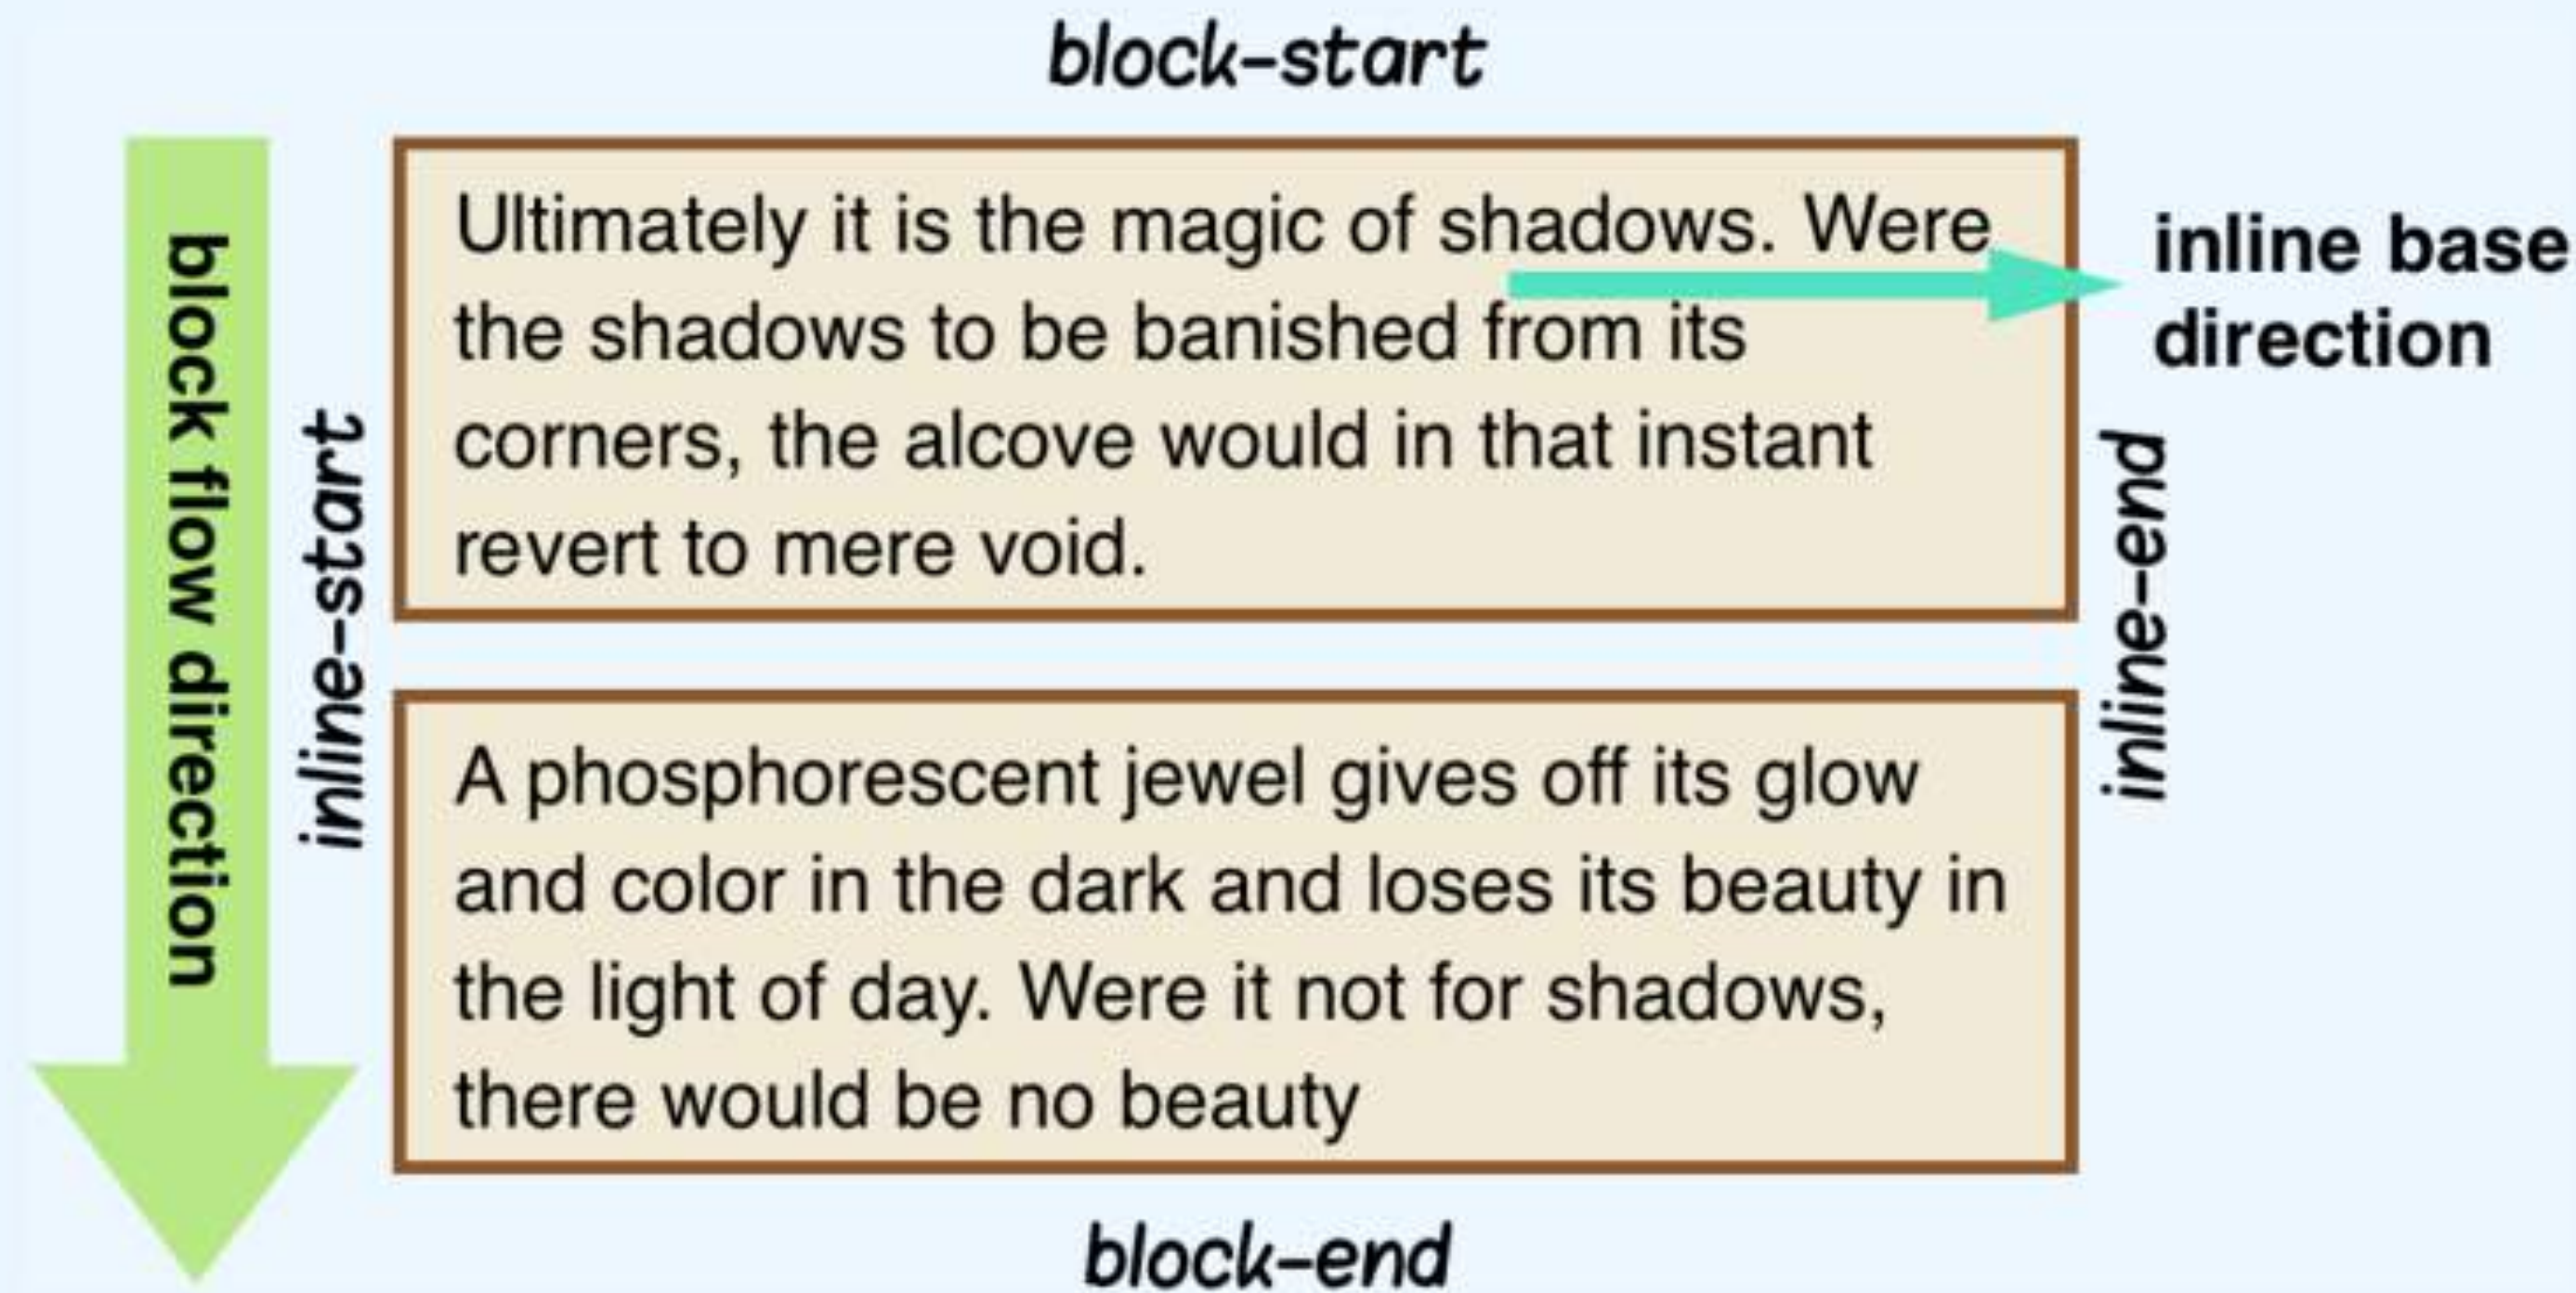 block-start
block flow direction
inline-start
Ultimately it is the magic of shadows. Were
the shadows to be banished from its
corners, the alcove would in that instant
revert to mere void.
inline base
direction
inline-end
A phosphorescent jewel gives off its glow
and color in the dark and loses its beauty in
the light of day. Were it not for shadows,
there would be no beauty
block-end